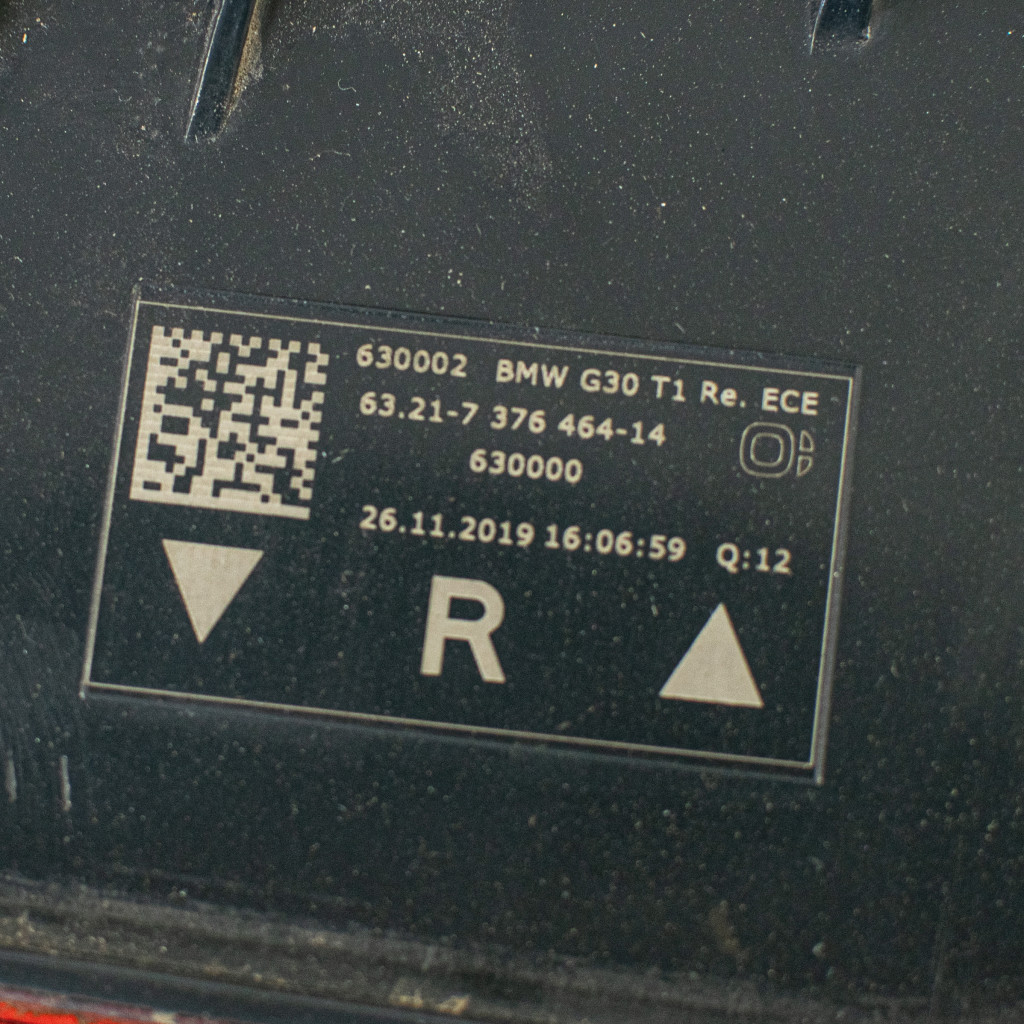 630002 BMW G30 T1 Re. ECE
63.21-7 376 464-14
630000
26.11.2019 16:06:59 Q:12
R